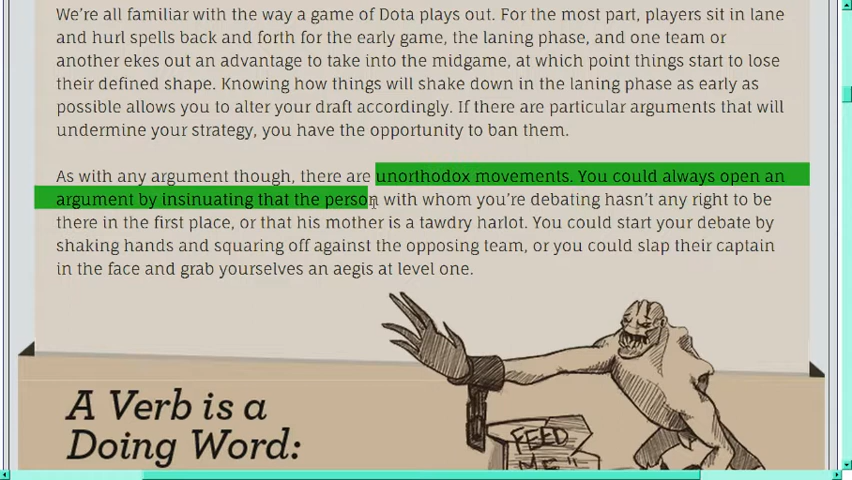 We're all familiar with the way a game of Dota plays out. For the most part, players sit in lane
and hurl spells back and forth for the early game, the laning phase, and one team or
another ekes out an advantage to take into the midgame, at which point things start to lose
their defined shape. Knowing how things will shake down in the laning phase as early as
possible allows you to alter your draft accordingly. If there are particular arguments that will
undermine your strategy, you have the opportunity to ban them.
As with any argument though, there are unorthodox movements. You could always open an
argument by insinuating that the person with whom you're debating hasn't any right to be
there in the first place, or that his mother is a tawdry harlot. You could start your debate by
shaking hands and squaring off against the opposing team, or you could slap their captain
in the face and grab yourselves an aegis at level one.
A Verb is a
Doing Word:
FEED
ME"